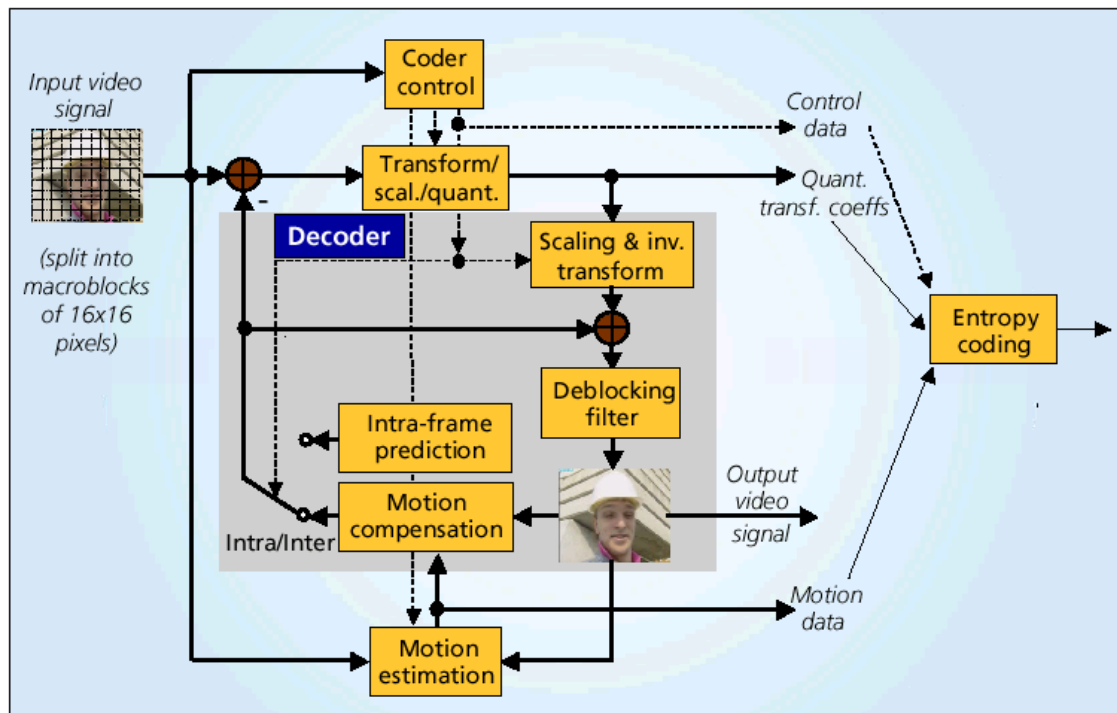 Input video
signal
(split into
macroblocks
of 16x16
pixels)
Coder
control
Control
data
Transform/
scal./quant.
Quant.
transf. coeffs
-
Decoder
Scaling & inv.
transform
Entropy
coding
Deblocking
filter
Intra-frame
prediction
Motion
compensation
Intra/Inter
Output
video
signal
Motion
data
Motion
estimation